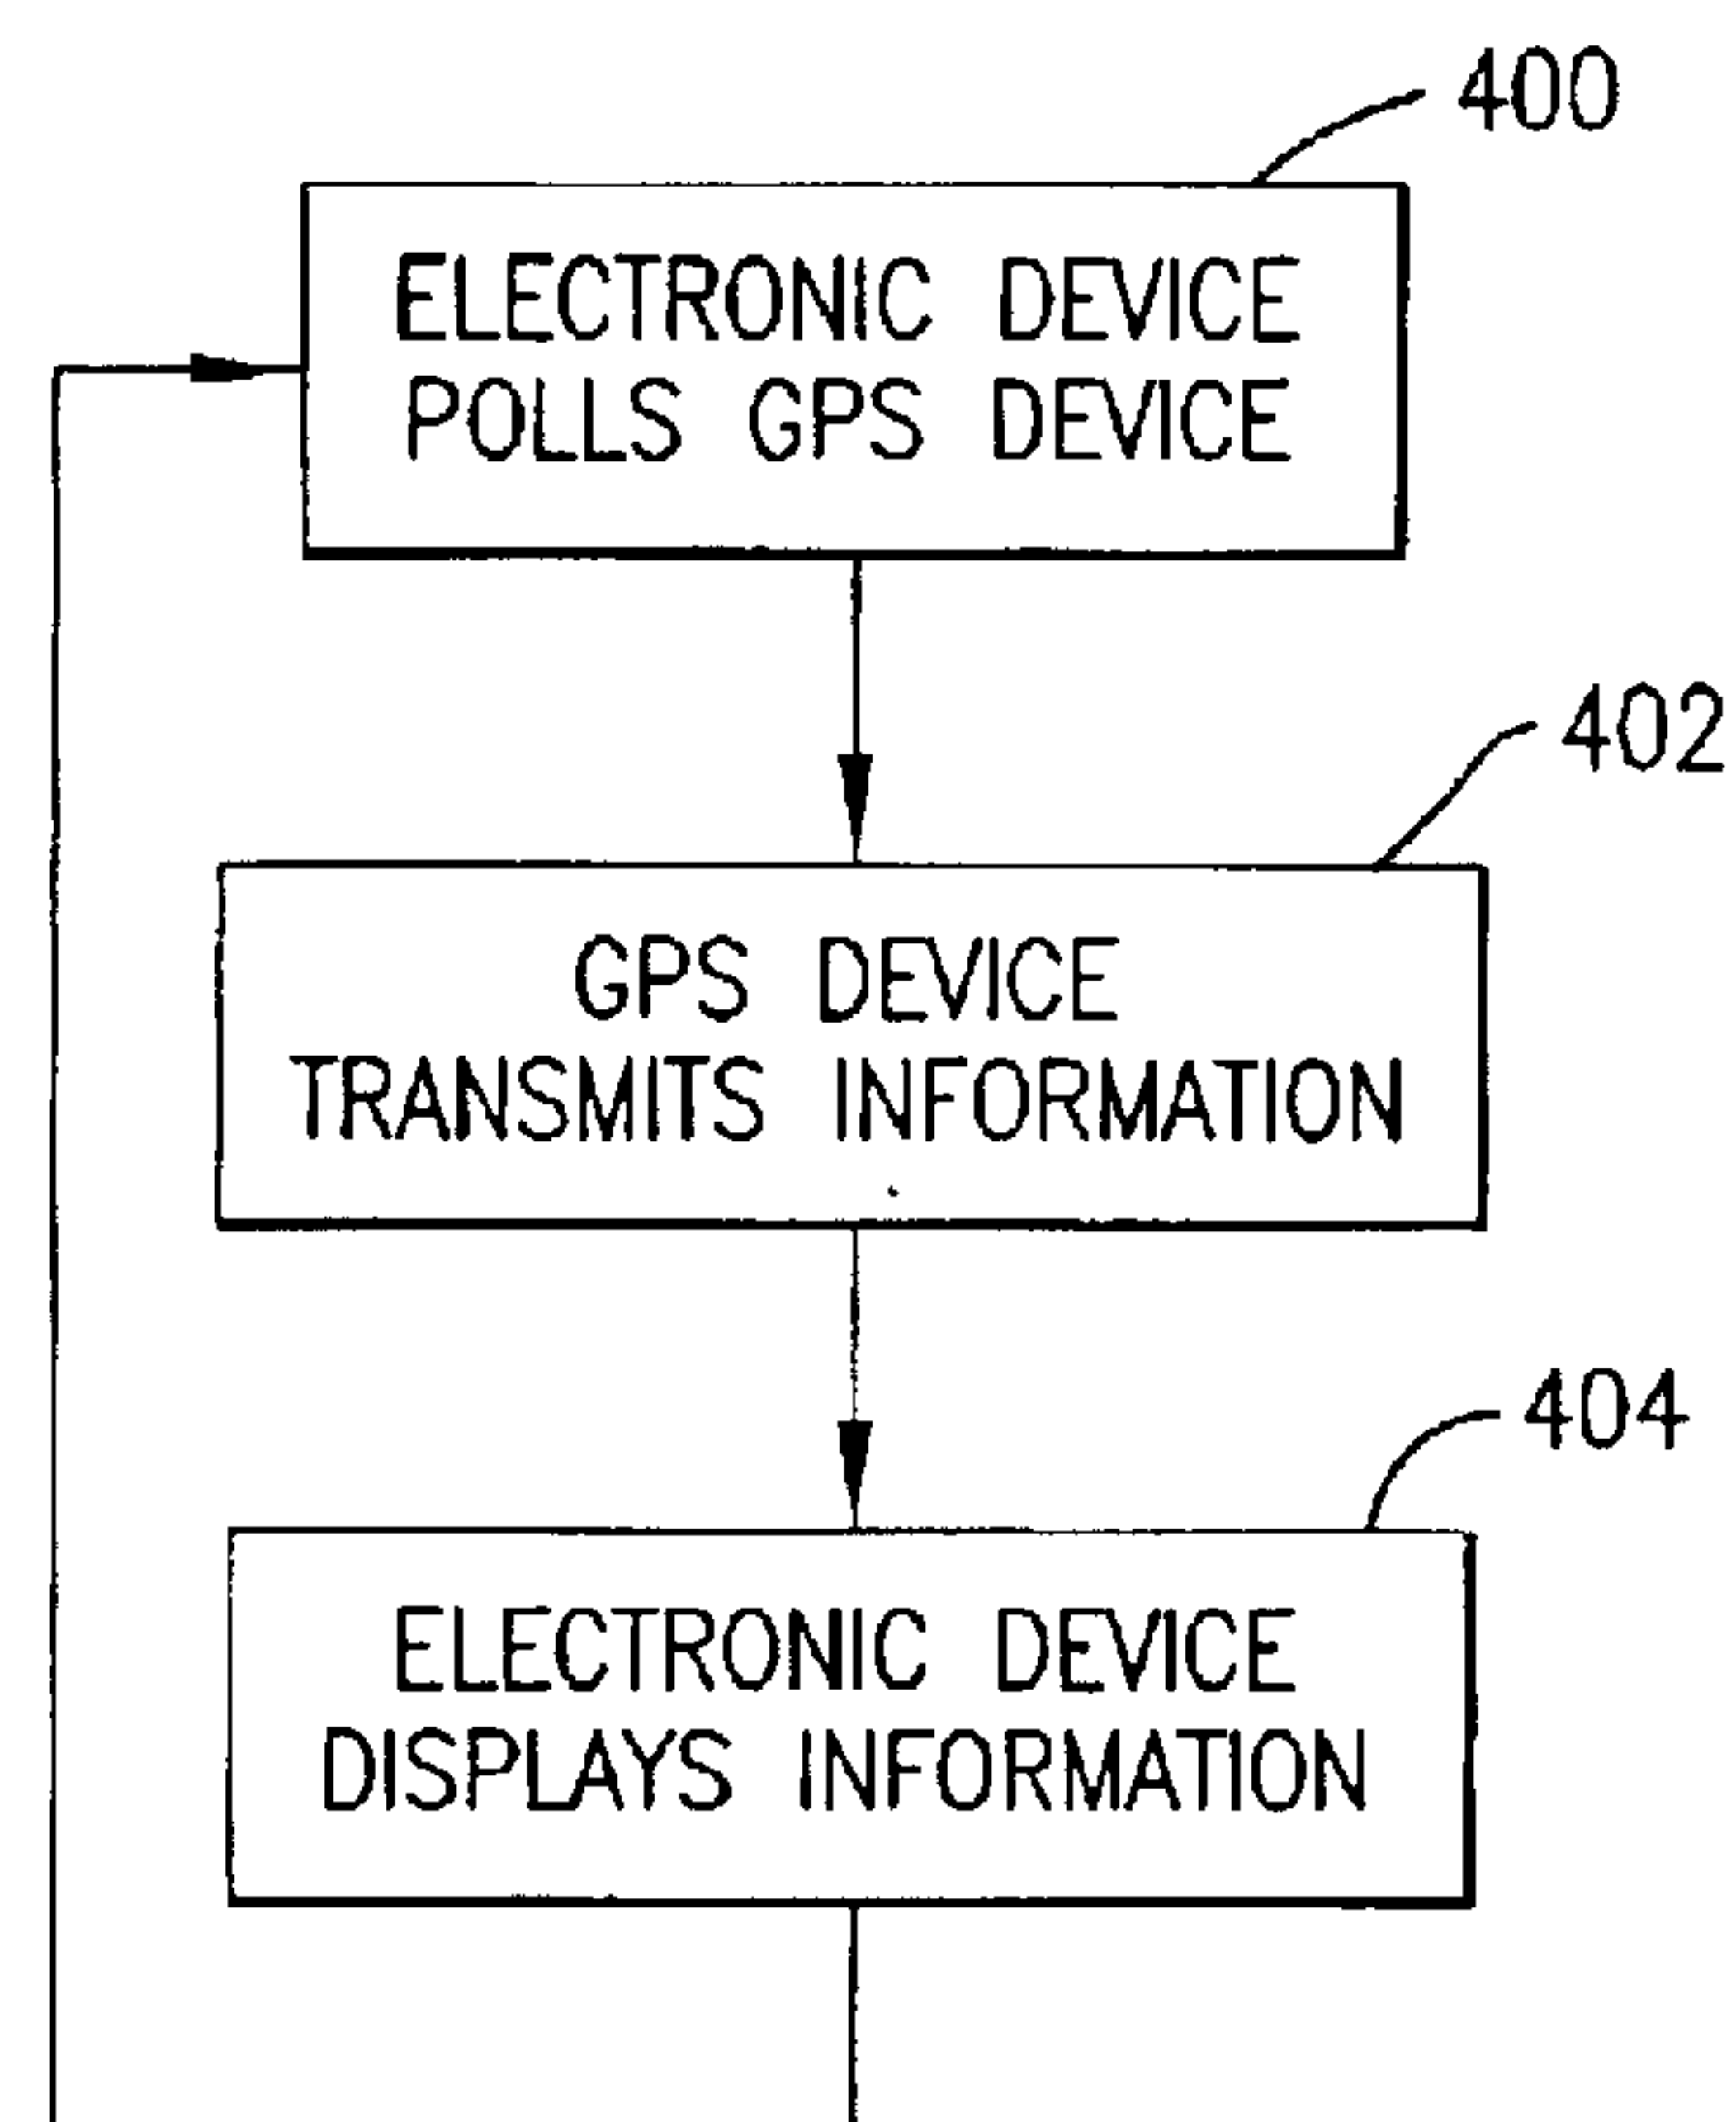 400
ELECTRONIC DEVICE
POLLS GPS DEVICE
402
GPS DEVICE
TRANSMITS INFORMATION
404
ELECTRONIC DEVICE
DISPLAYS INFORMATION